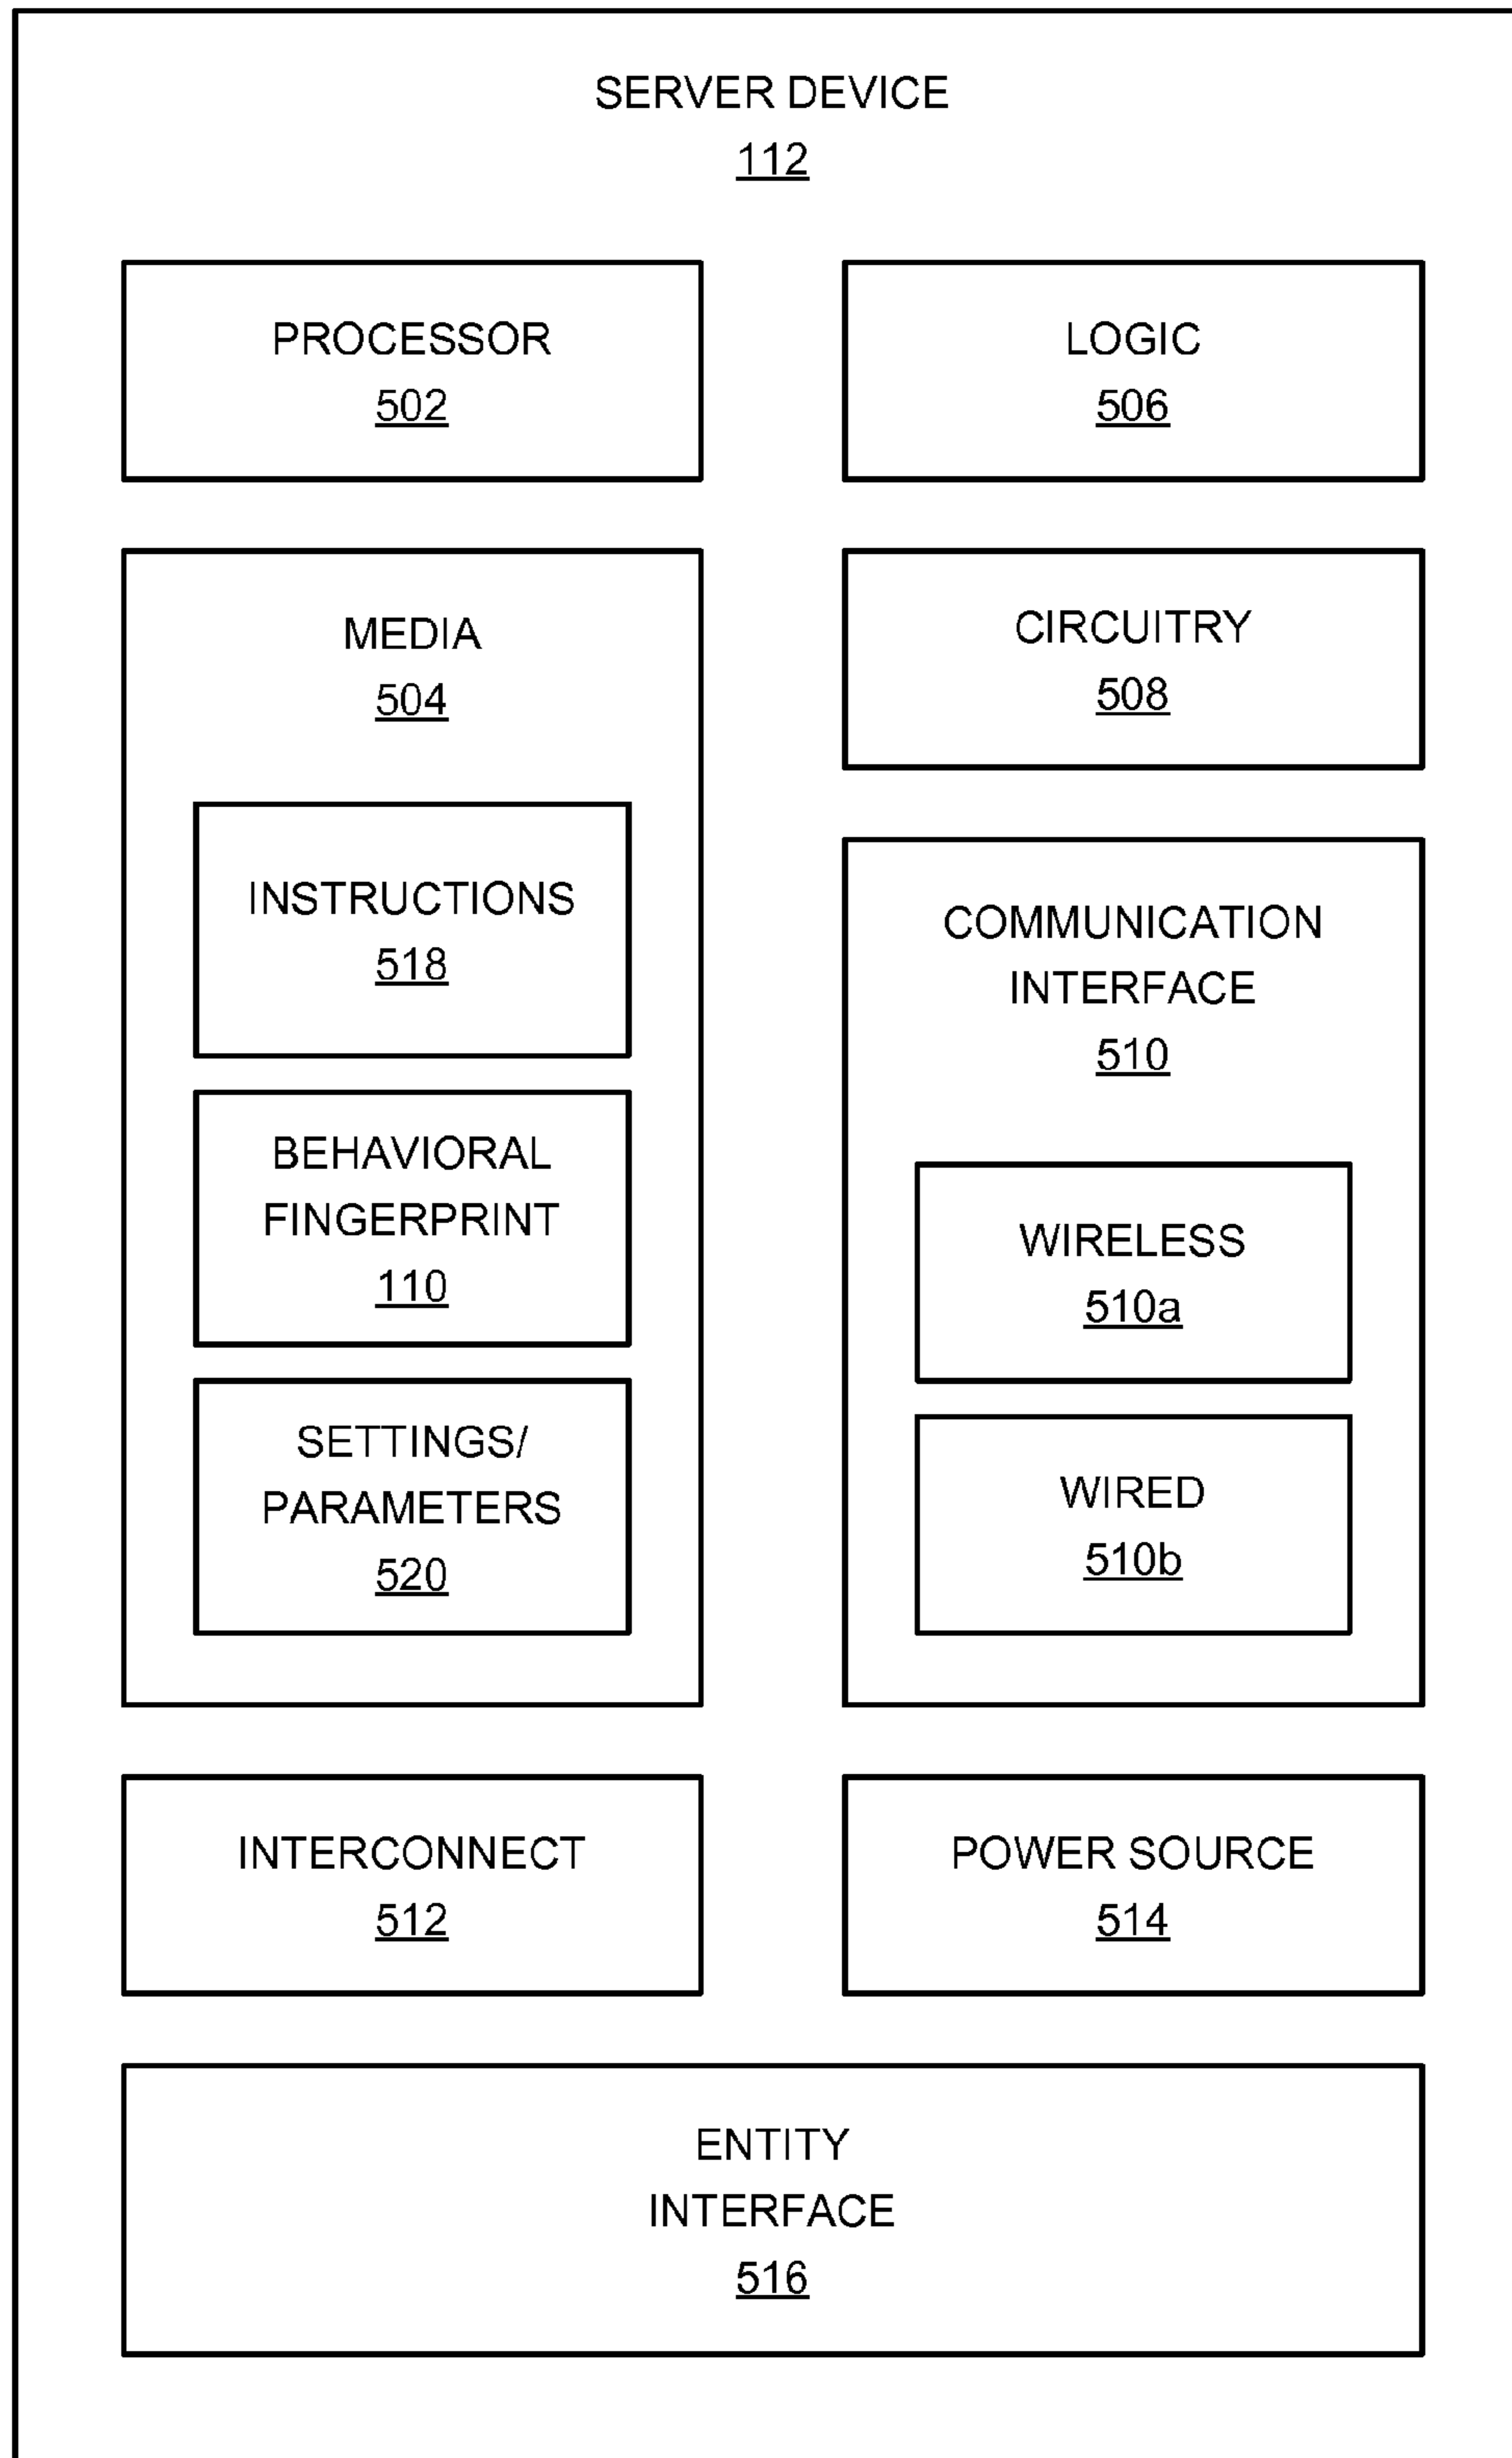 SERVER DEVICE
112
PROCESSOR
502
LOGIC
506
MEDIA
504
INSTRUCTIONS
518
BEHAVIORAL
FINGERPRINT
110
SETTINGS/
PARAMETERS
520
CIRCUITRY
508
COMMUNICATION
INTERFACE
510
WIRELESS
510a
WIRED
510b
INTERCONNECT
512
POWER SOURCE
514
ENTITY
INTERFACE
516